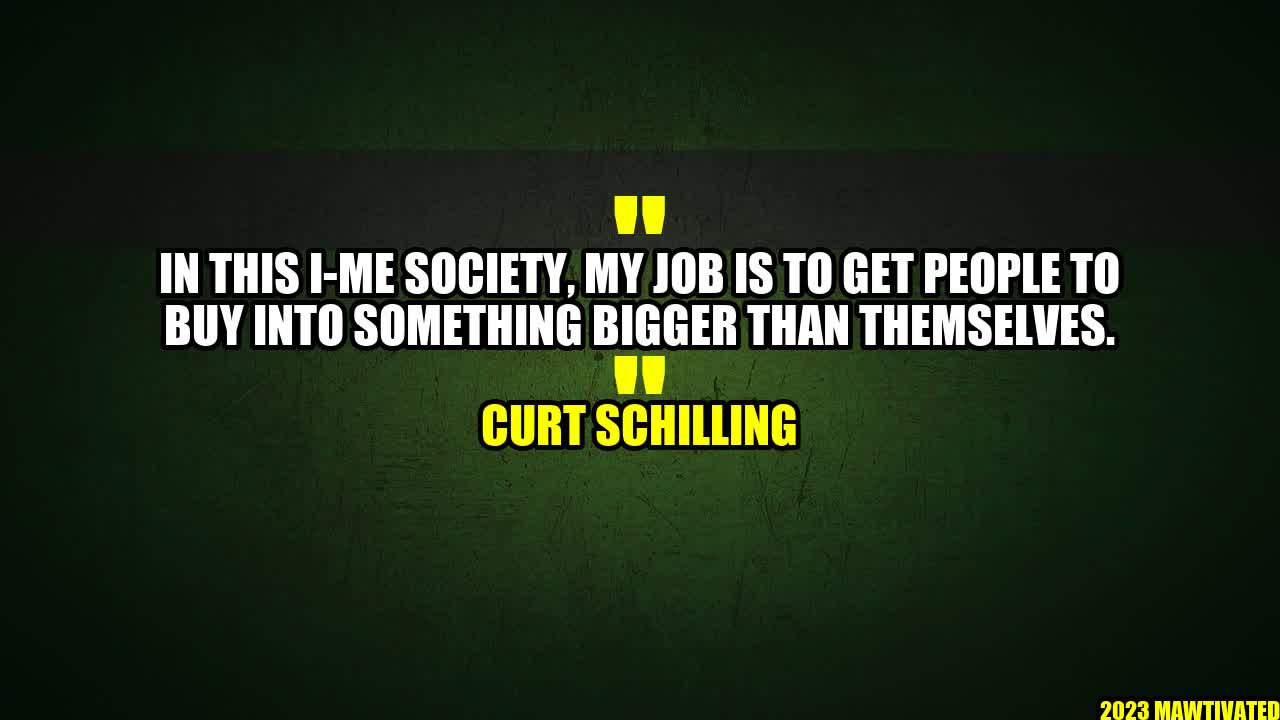 "
IN THIS I-ME SOCIETY, MY JOB IS TO GET PEOPLE TO
BUY INTO SOMETHING BIGGER THAN THEMSELVES.
"
CURT SCHILLING
2023 MAWTIVATED